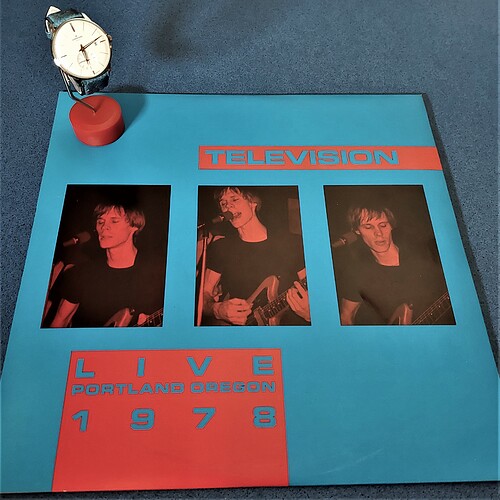 TELEVISION
LIVE
PORTLAND OREGON
1978